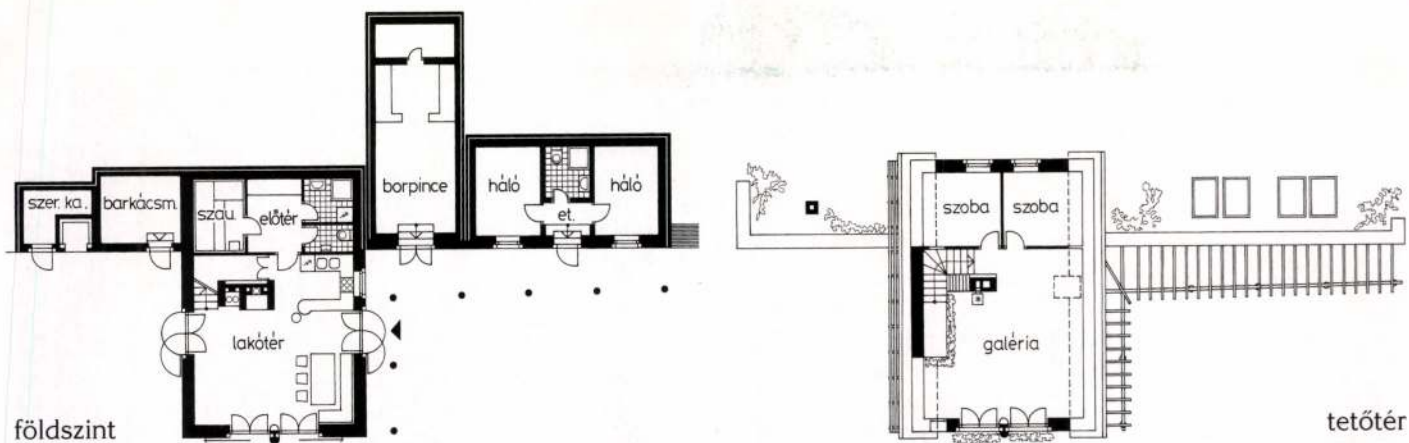 szer. ka.
barkácsm.
szau.
előtér
borpince
háló
et.
háló
lakótér
földszint
szoba
szoba
galéria
tetőtér